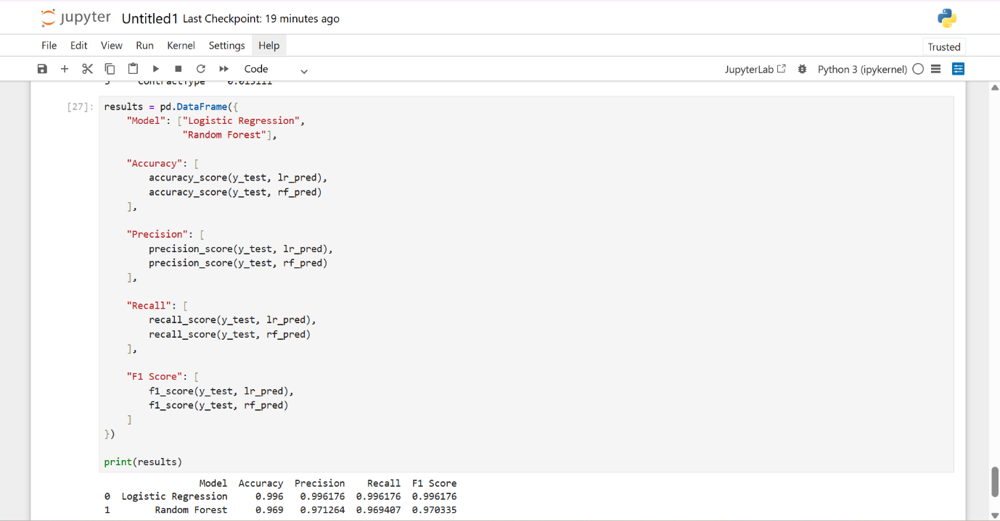 jupyter Untitled1 Last Checkpoint: 19 minutes ago
File Edit View Run Kernel Settings Help
Trusted
Code
JupyterLab
Python 3 (ipykernel)
5 ContractType 0.015111
[27]: results = pd.DataFrame({
"Model": ["Logistic Regression",
"Random Forest"],
"Accuracy": [
accuracy_score(y_test, lr_pred),
accuracy_score(y_test, rf_pred)
],
"Precision": [
precision_score(y_test, lr_pred),
precision_score(y_test, rf_pred)
],
"Recall": [
recall_score(y_test, lr_pred),
recall_score(y_test, rf_pred)
],
"F1 Score": [
f1_score(y_test, lr_pred),
f1_score(y_test, rf_pred)
]
})
print(results)
Model Accuracy Precision Recall F1 Score
0 Logistic Regression 0.996 0.996176 0.996176 0.996176
1 Random Forest 0.969 0.971264 0.969407 0.970335